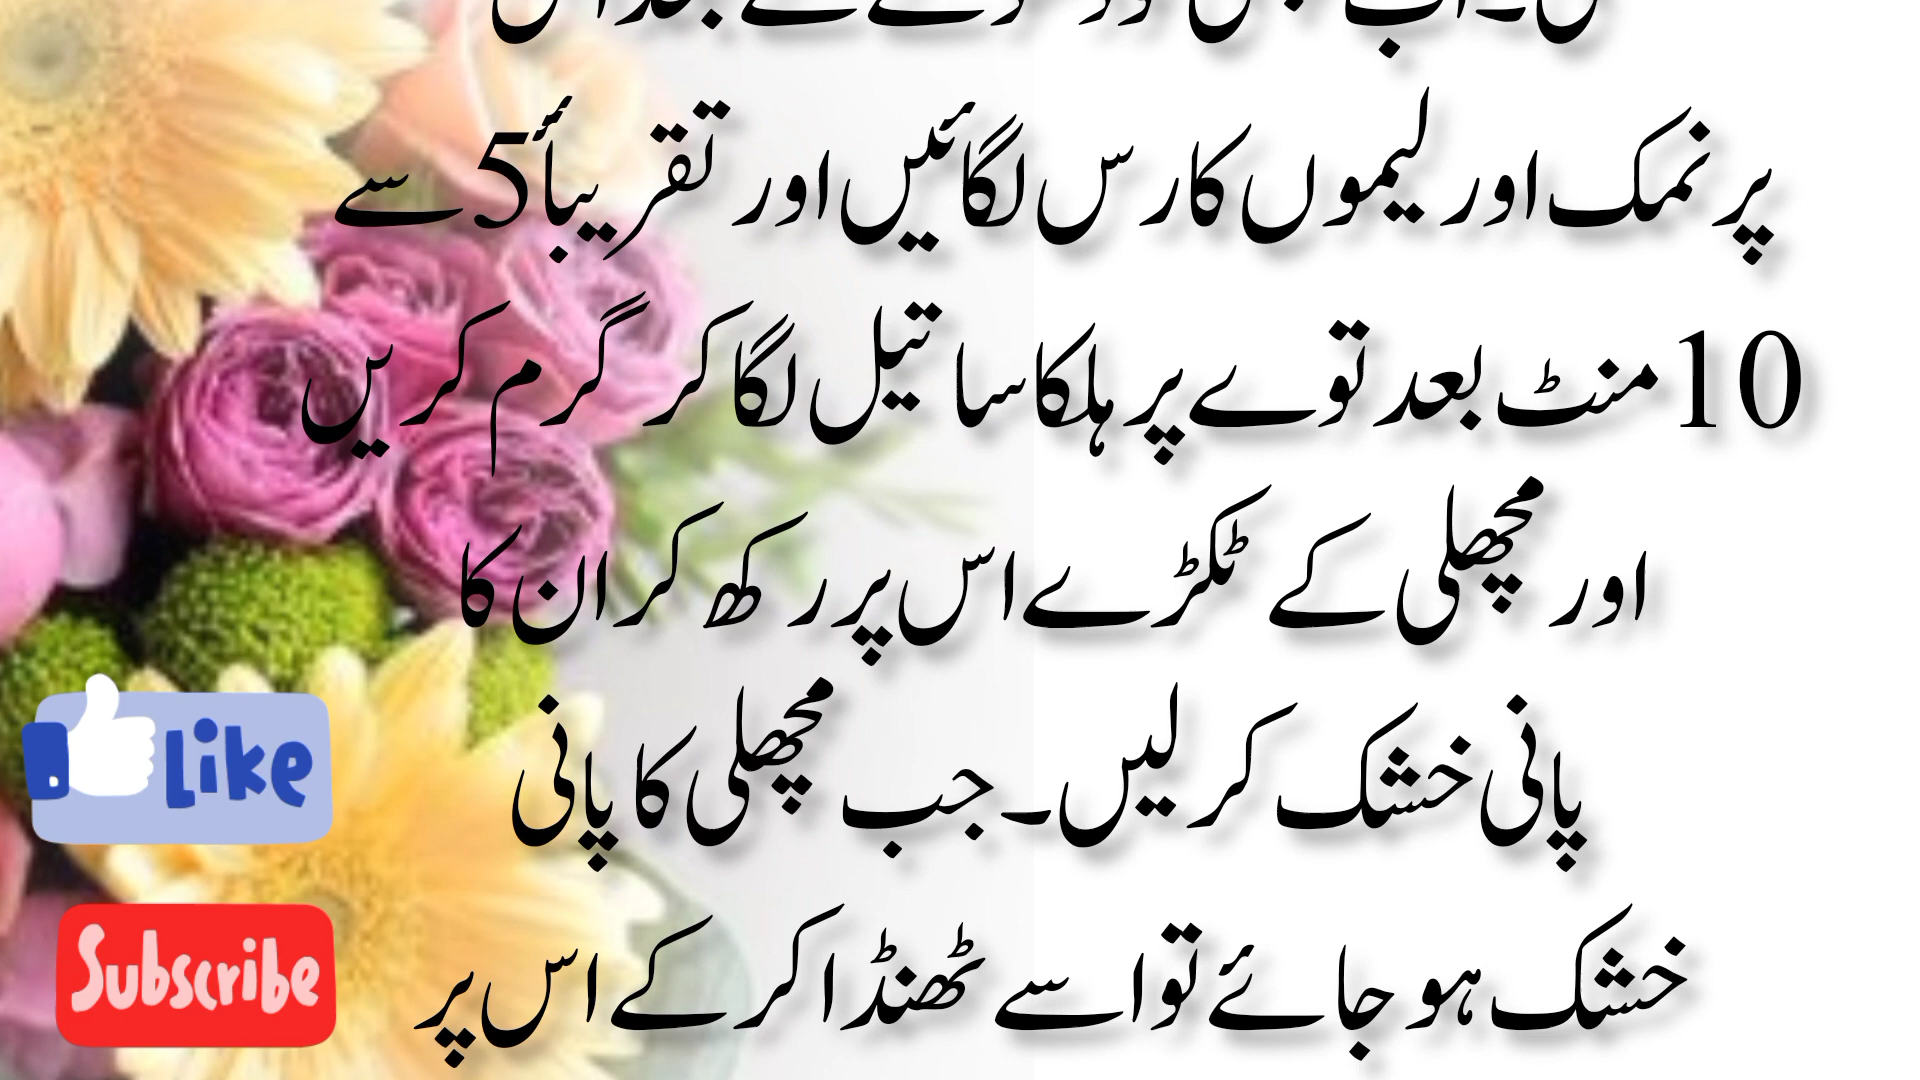 پر نمک اور لیموں کا رس لگائیں اور تقریباً 5 سے
10 منٹ بعد توے پر ہلکا سا تیل لگا کر گرم کریں
اور مچھلی کے ٹکڑے اس پر رکھ کر ان کا
پانی خشک کر لیں۔ جب مچھلی کا پانی
خشک ہو جائے تو اسے ٹھنڈا کر کے اس پر
Like
Subscribe